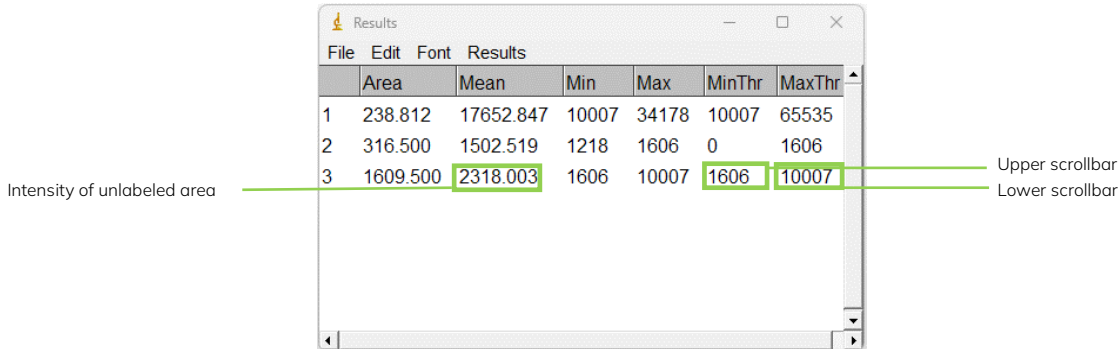 Results
File Edit Font Results
Area Mean Min Max MinThr MaxThr
1 238.812 17652.847 10007 34178 10007 65535
2 316.500 1502.519 1218 1606 0 1606
3 1609.500 2318.003 1606 10007 1606 10007
Intensity of unlabeled area
Upper scrollbar
Lower scrollbar